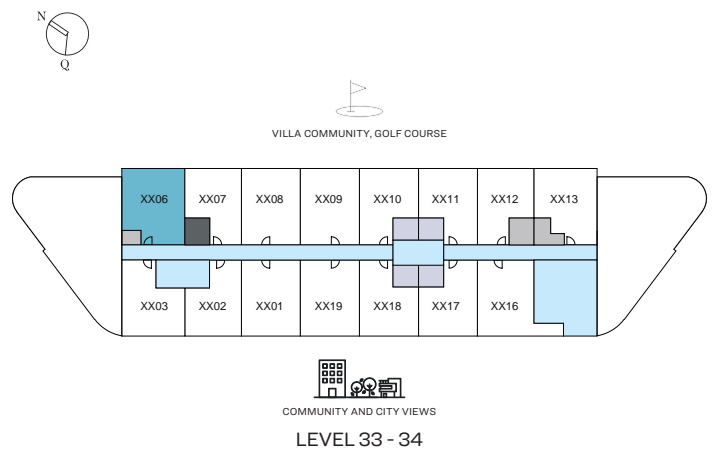 N
Q
VILLA COMMUNITY, GOLF COURSE
XX06 XX07 XX08 XX09 XX10 XX11 XX12 XX13
XX03 XX02 XX01 XX19 XX18 XX17 XX16
COMMUNITY AND CITY VIEWS
LEVEL 33 - 34